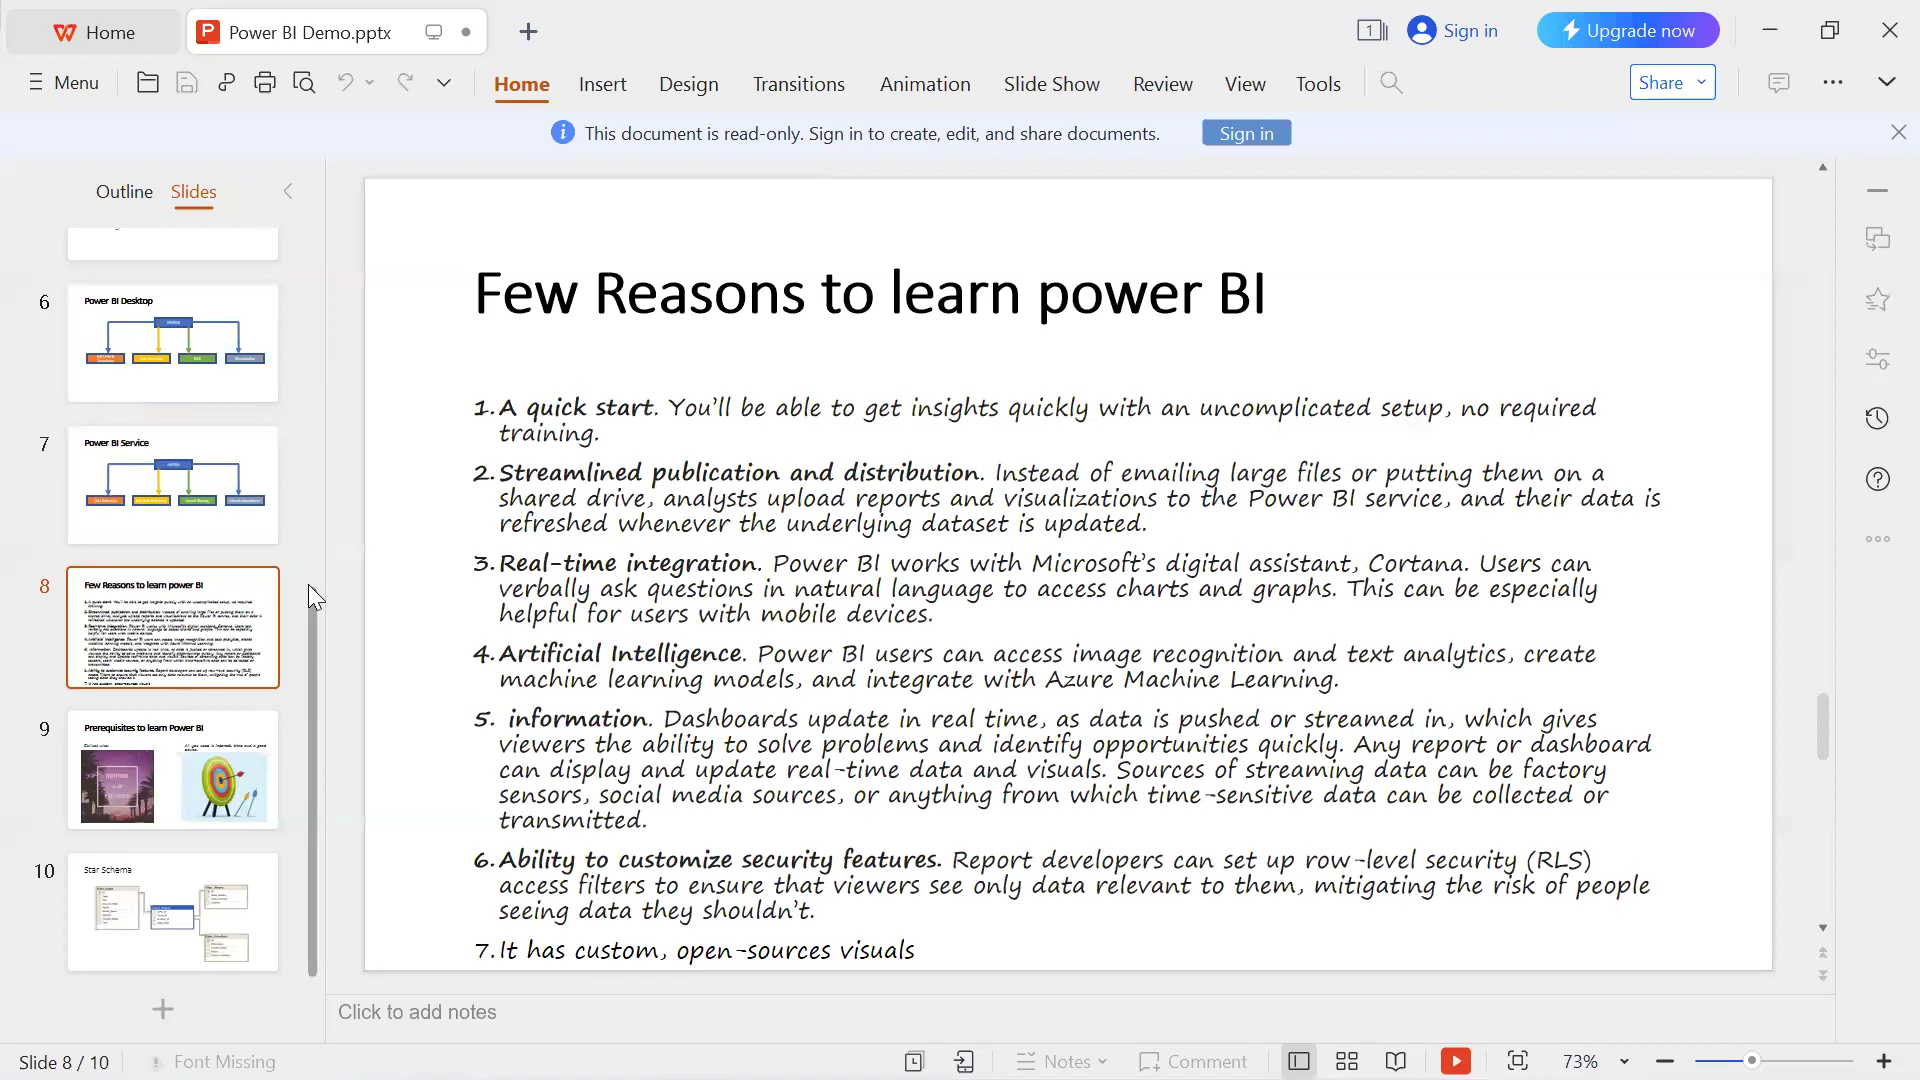 Home
Power BI Demo.pptx
Sign in
Upgrade now
Menu
Home
Insert
Design
Transitions
Animation
Slide Show
Review
View
Tools
Share
This document is read-only. Sign in to create, edit, and share documents.
Sign in
Outline
Slides
6
Power BI Desktop
7
Power BI Service
8
Few Reasons to learn power BI
9
Prerequisites to learn Power BI
All you need is interest, time and a good
10
Star Schema
Few Reasons to learn power BI
1. A quick start. You'll be able to get insights quickly with an uncomplicated setup, no required
training.
2. Streamlined publication and distribution. Instead of emailing large files or putting them on a
shared drive, analysts upload reports and visualizations to the Power BI service, and their data is
refreshed whenever the underlying dataset is updated.
3. Real-time integration. Power BI works with Microsoft's digital assistant, Cortana. Users can
verbally ask questions in natural language to access charts and graphs. This can be especially
helpful for users with mobile devices.
4. Artificial Intelligence. Power BI users can access image recognition and text analytics, create
machine learning models, and integrate with Azure Machine Learning.
5. information. Dashboards update in real time, as data is pushed or streamed in, which gives
viewers the ability to solve problems and identify opportunities quickly. Any report or dashboard
can display and update real-time data and visuals. Sources of streaming data can be factory
sensors, social media sources, or anything from which time-sensitive data can be collected or
transmitted.
6. Ability to customize security features. Report developers can set up row-level security (RLS)
access filters to ensure that viewers see only data relevant to them, mitigating the risk of people
seeing data they shouldn't.
7. It has custom, open-sources visuals
Click to add notes
Slide 8 / 10
Font Missing
Notes
Comment
73%